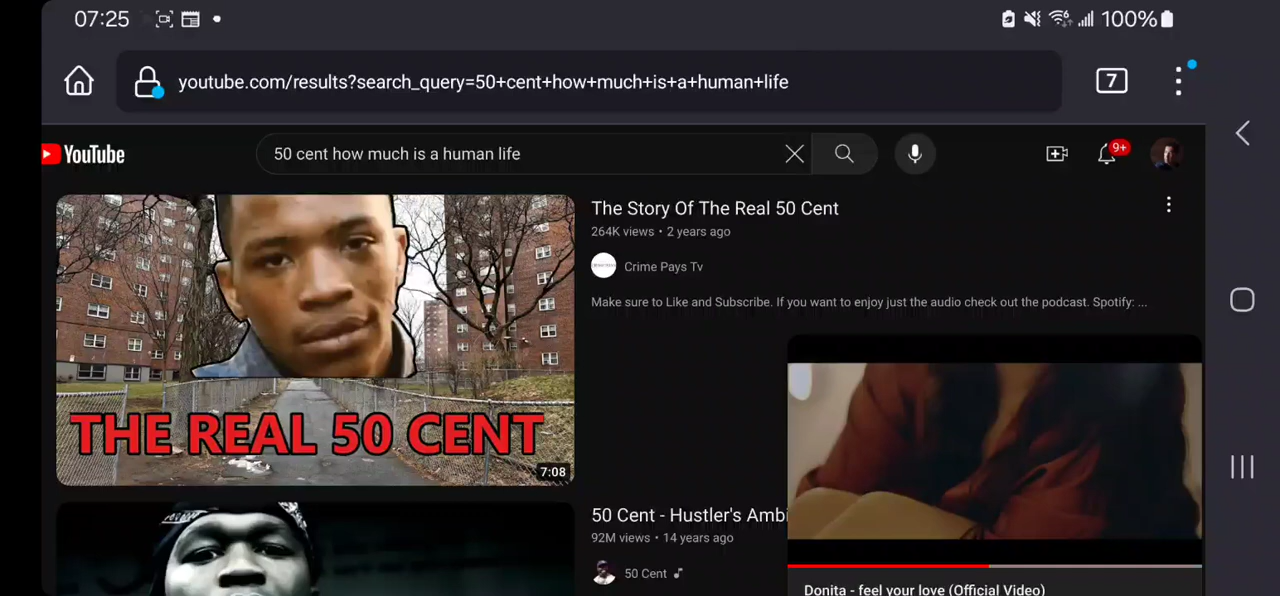 07:25
100%
youtube.com/results?search_query=50+cent+how+much+is+a+human+life
7
YouTube
50 cent how much is a human life
9+
The Story Of The Real 50 Cent
264K views • 2 years ago
Crime Pays Tv
Make sure to Like and Subscribe. If you want to enjoy just the audio check out the podcast. Spotify: ...
THE REAL 50 CENT
7:08
50 Cent - Hustler's Ambi
92M views • 14 years ago
50 Cent
Donita - feel your love (Official Video)